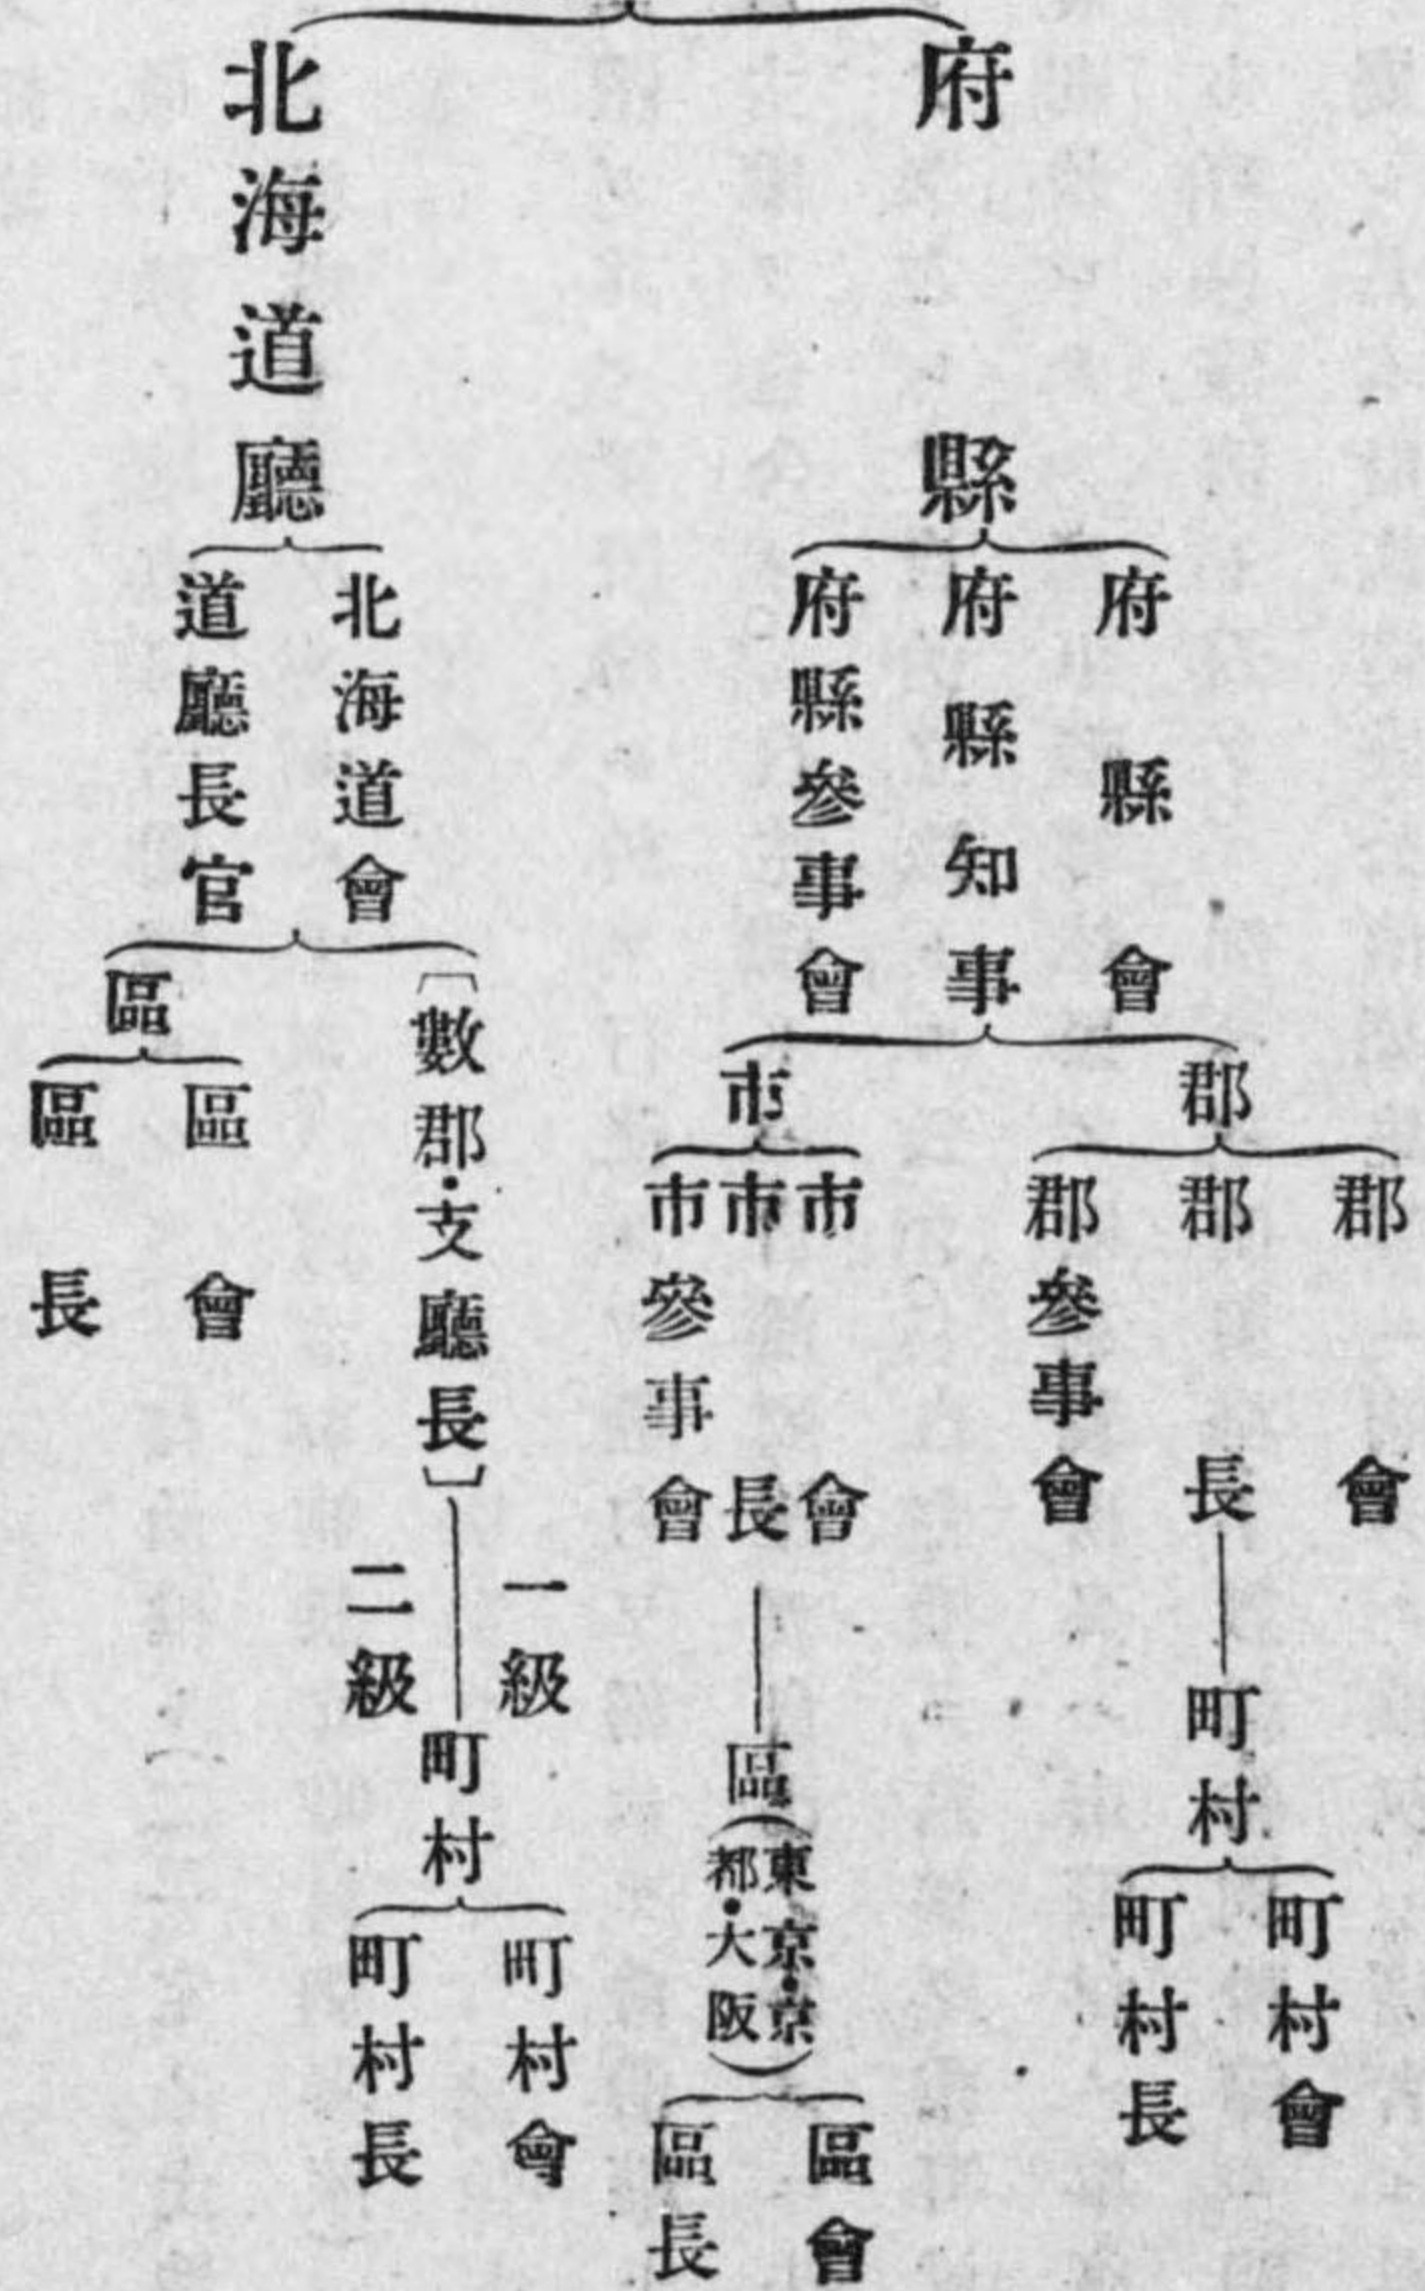 府縣
府縣會
府縣知事
府縣參事會
郡
郡會
郡長
郡參事會
町村
町村會
町村長
市
市會
市長
市參事會
區
(東京・京
都・大阪)
區會
區長
北海道廳
北海道會
道廳長官
〔數郡・支廳長〕
一級
二級
町村
町村會
町村長
區
區會
區長